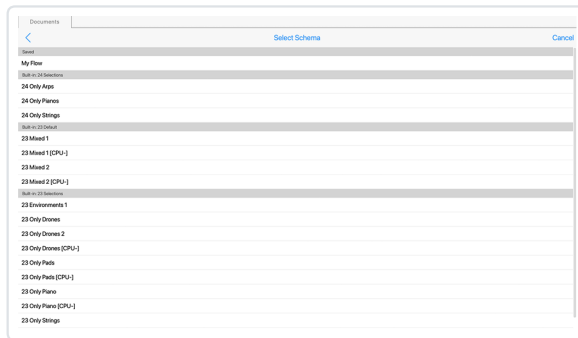 Documents
Select Schema
Cancel
Saved
My Flow
Built-in: 24 Selections
24 Only Arps
24 Only Pianos
24 Only Strings
Built-in: 23 Default
23 Mixed 1
23 Mixed 1 [CPU-]
23 Mixed 2
23 Mixed 2 [CPU-]
Built-in: 23 Selections
23 Environments 1
23 Only Drones
23 Only Drones 2
23 Only Drones [CPU-]
23 Only Pads
23 Only Pads [CPU-]
23 Only Piano
23 Only Piano [CPU-]
23 Only Strings